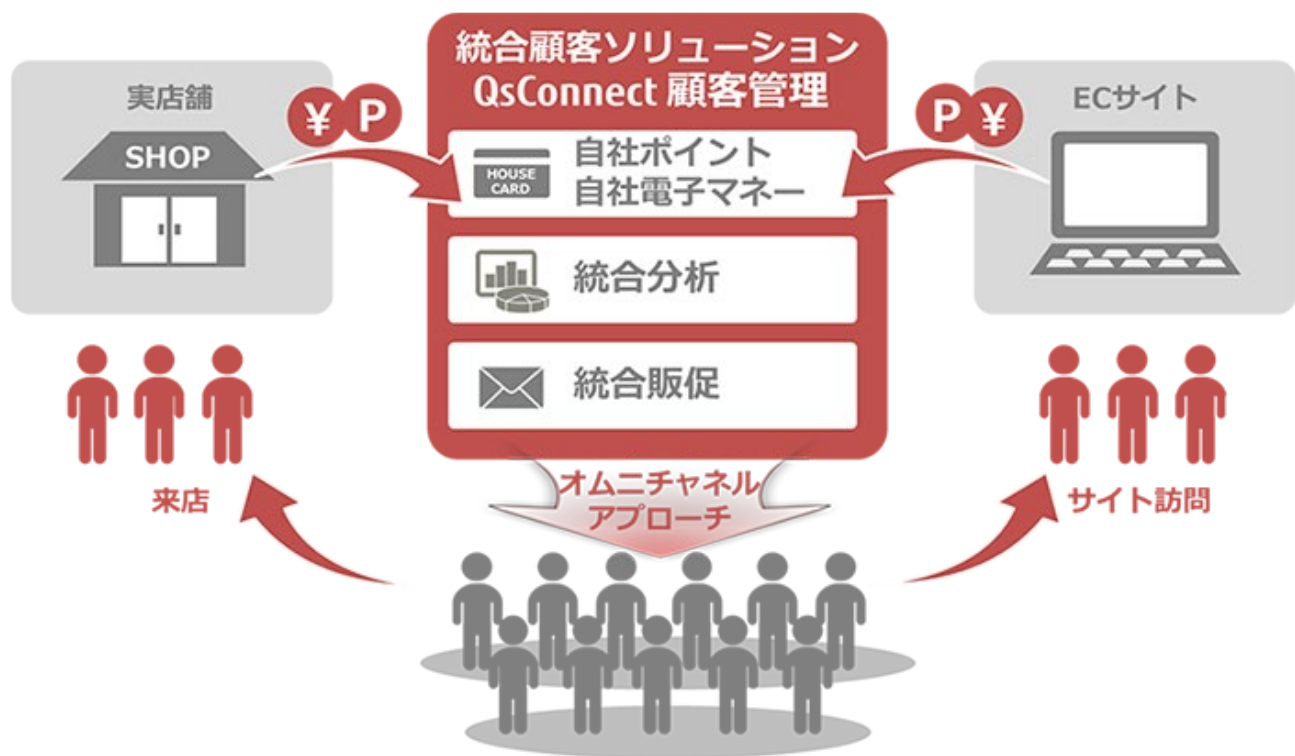 統合顧客ソリューション
QsConnect 顧客管理
実店舗
SHOP
¥ P
HOUSE
CARD
自社ポイント
自社電子マネー
P ¥
ECサイト
統合分析
統合販促
オムニチャネル
アプローチ
来店
サイト訪問